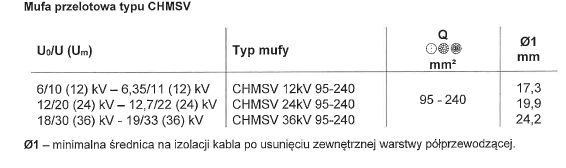 Mufa przelotowa typu CHMSV
U₀/U (Uₘ) Typ mufy Q mm² Ø1 mm
6/10 (12) kV – 6,35/11 (12) kV CHMSV 12kV 95-240 17,3
12/20 (24) kV – 12,7/22 (24) kV CHMSV 24kV 95-240 95 - 240 19,9
18/30 (36) kV - 19/33 (36) kV CHMSV 36kV 95-240 24,2
Ø1 – minimalna średnica na izolacji kabla po usunięciu zewnętrznej warstwy półprzewodzącej.